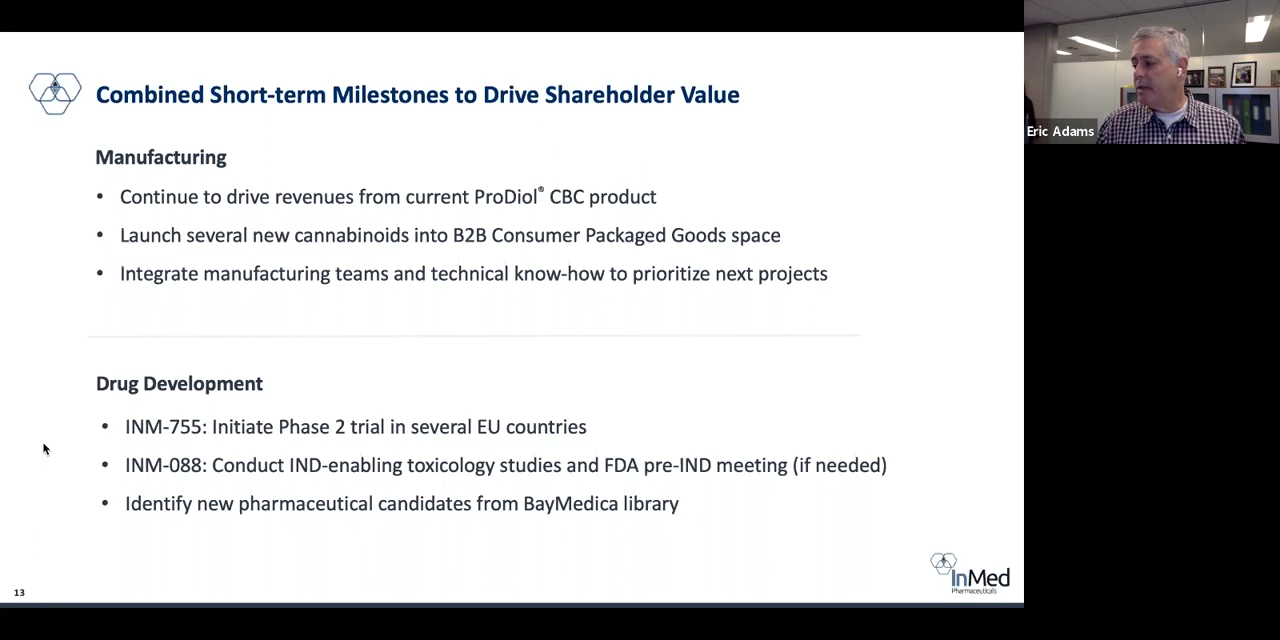 Combined Short-term Milestones to Drive Shareholder Value
Manufacturing
• Continue to drive revenues from current ProDiol® CBC product
• Launch several new cannabinoids into B2B Consumer Packaged Goods space
• Integrate manufacturing teams and technical know-how to prioritize next projects
Drug Development
• INM-755: Initiate Phase 2 trial in several EU countries
• INM-088: Conduct IND-enabling toxicology studies and FDA pre-IND meeting (if needed)
• Identify new pharmaceutical candidates from BayMedica library
13
InMed
Pharmaceuticals
Eric Adams